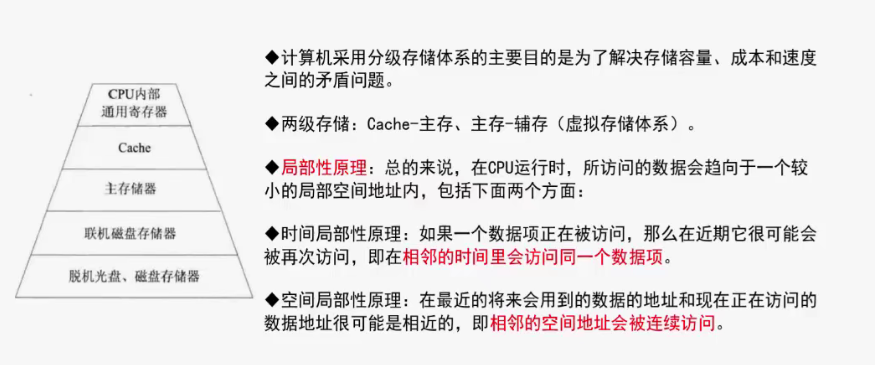 CPU内部
通用寄存器
Cache
主存储器
联机磁盘存储器
脱机光盘、磁盘存储器
◆计算机采用分级存储体系的主要目的是为了解决存储容量、成本和速度
之间的矛盾问题。
◆两级存储：Cache-主存、主存-辅存（虚拟存储体系）。
◆局部性原理：总的来说，在CPU运行时，所访问的数据会趋向于一个较
小的局部空间地址内，包括下面两个方面：
◆时间局部性原理：如果一个数据项正在被访问，那么在近期它很可能会
被再次访问，即在相邻的时间里会访问同一个数据项。
◆空间局部性原理：在最近的将来会用到的数据的地址和现在正在访问的
数据地址很可能是相近的，即相邻的空间地址会被连续访问。